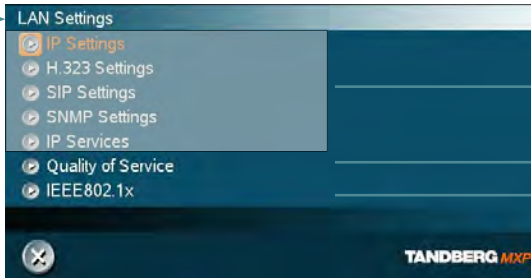 LAN Settings
IP Settings
H.323 Settings
SIP Settings
SNMP Settings
IP Services
Quality of Service
IEEE802.1x
TANDBERG MXP